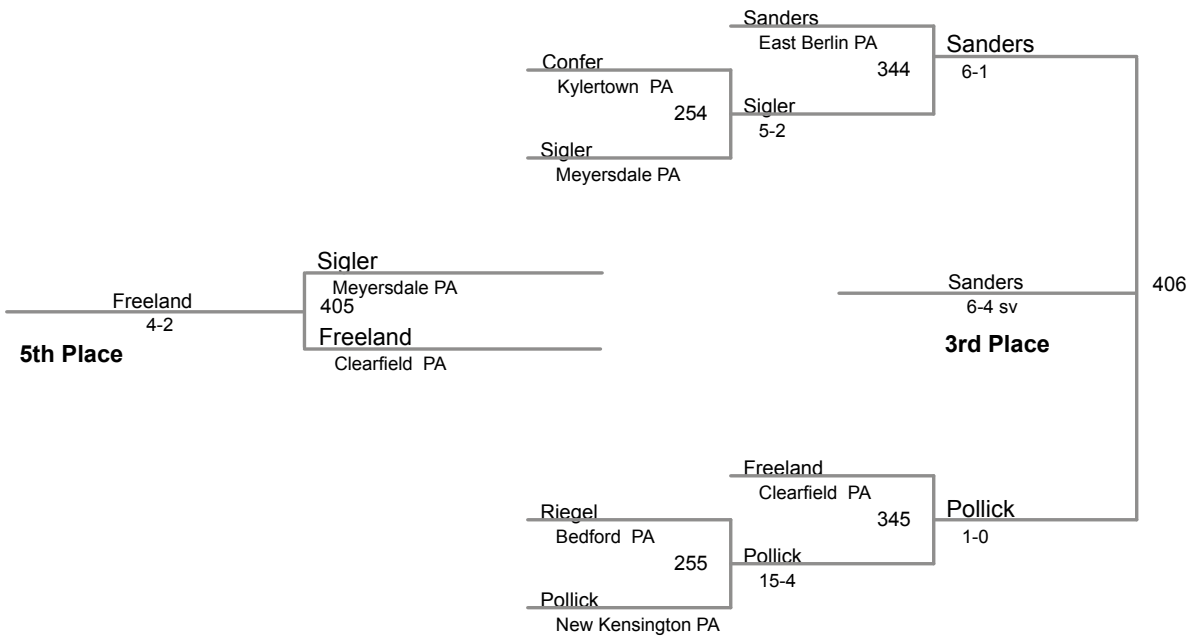 Sanders
East Berlin PA
344
Sanders
6-1
Confer
Kylertown PA
254
Sigler
5-2
Sigler
Meyersdale PA
Sigler
Meyersdale PA
Freeland
4-2
405
5th Place
Freeland
Clearfield PA
Sanders
6-4 sv
3rd Place
406
Freeland
Clearfield PA
345
Pollick
1-0
Riegel
Bedford PA
255
Pollick
15-4
Pollick
New Kensington PA